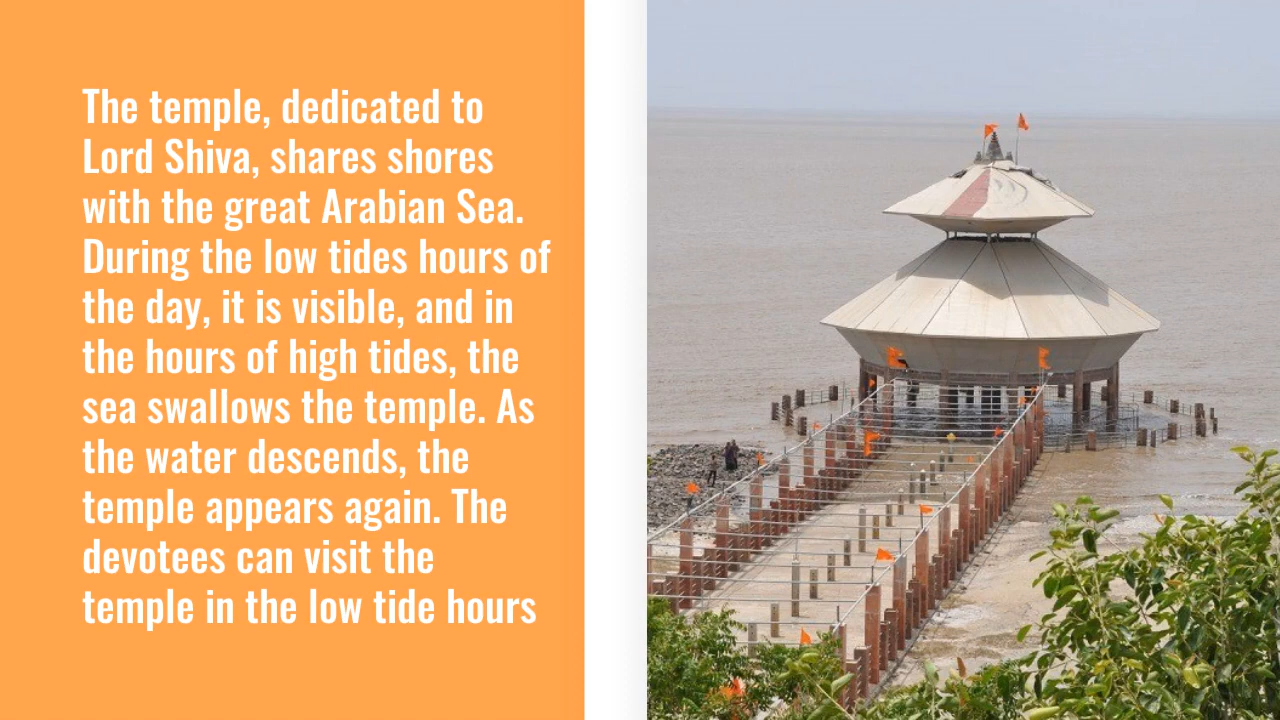 The temple, dedicated to
Lord Shiva, shares shores
with the great Arabian Sea.
During the low tides hours of
the day, it is visible, and in
the hours of high tides, the
sea swallows the temple. As
the water descends, the
temple appears again. The
devotees can visit the
temple in the low tide hours